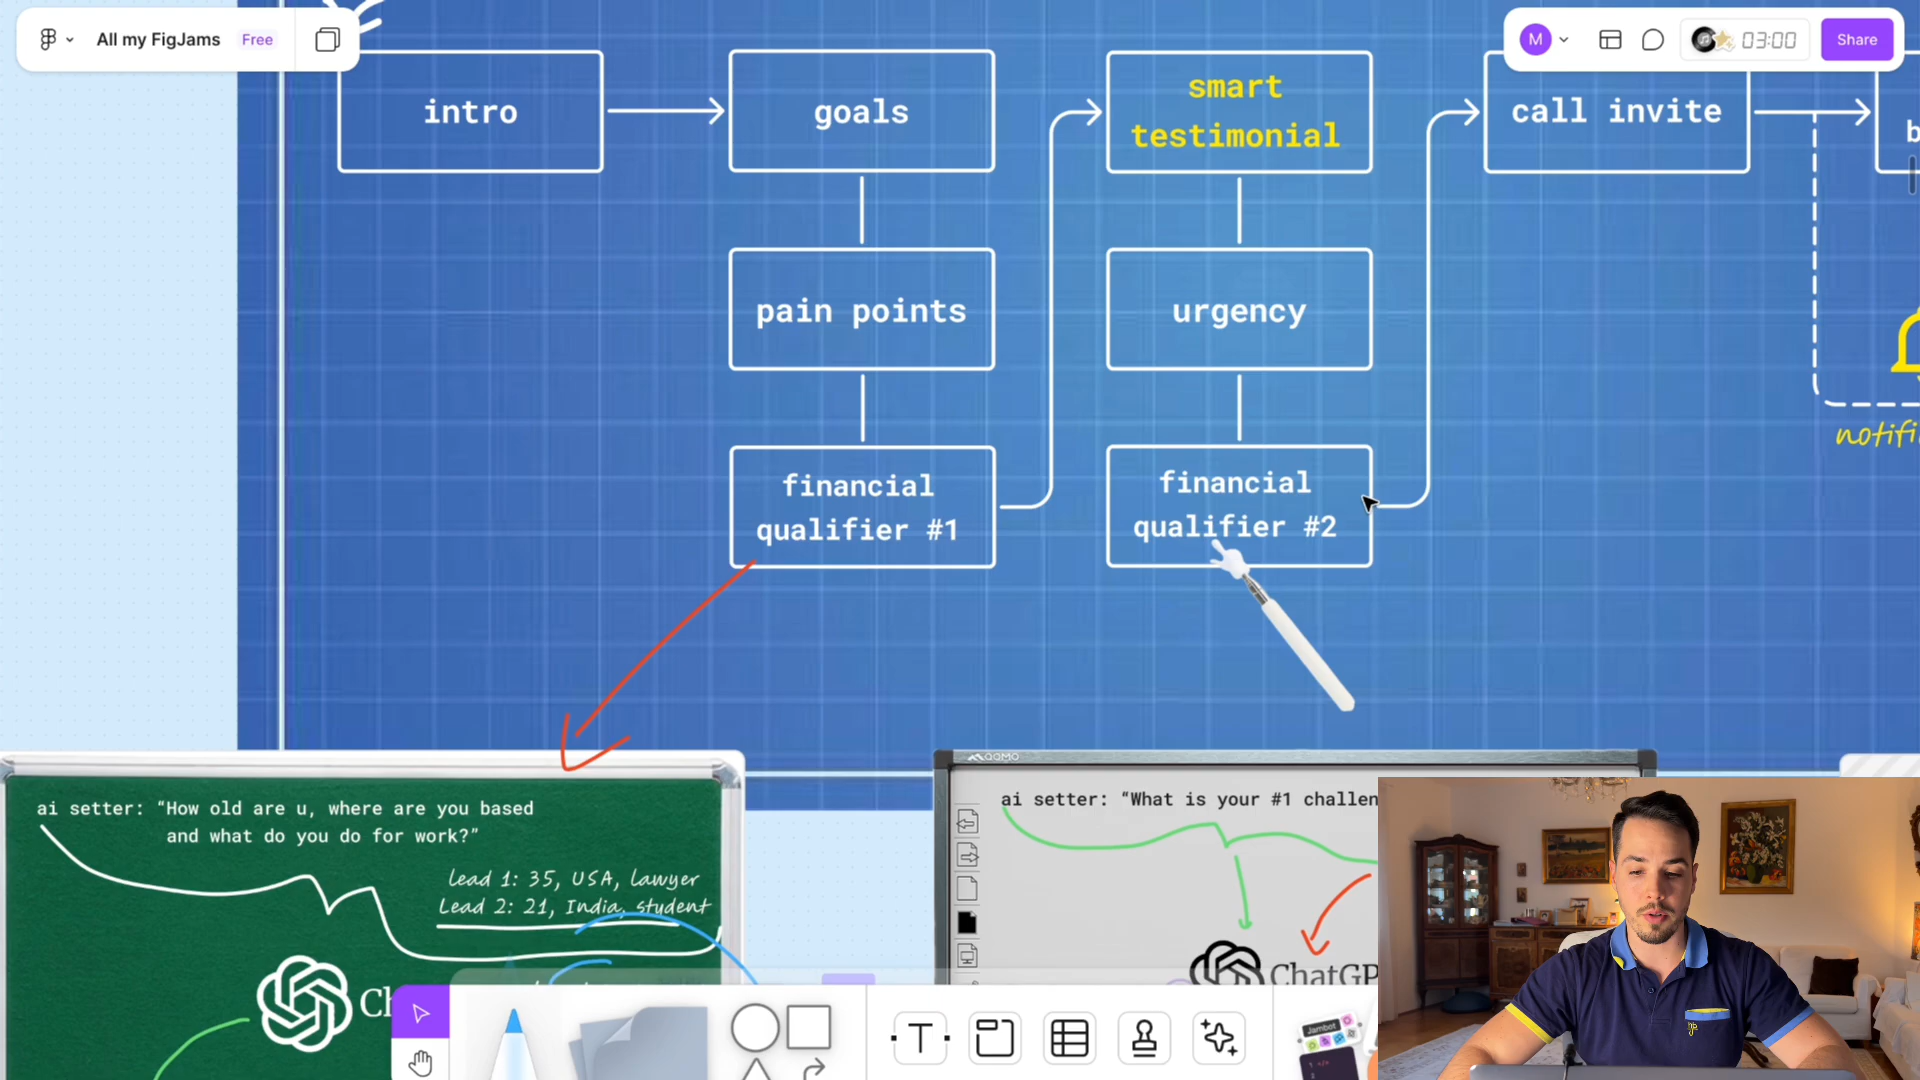 All my FigJams Free
M 03:00 Share
intro
goals
smart
testimonial
call invite
b
pain points
urgency
notifi
financial
qualifier #1
financial
qualifier #2
AQOMO
ai setter: “How old are u, where are you based
and what do you do for work?”
Lead 1: 35, USA, lawyer
Lead 2: 21, India, student
ai setter: “What is your #1 challen
Ch
ChatGP
T
Jambot